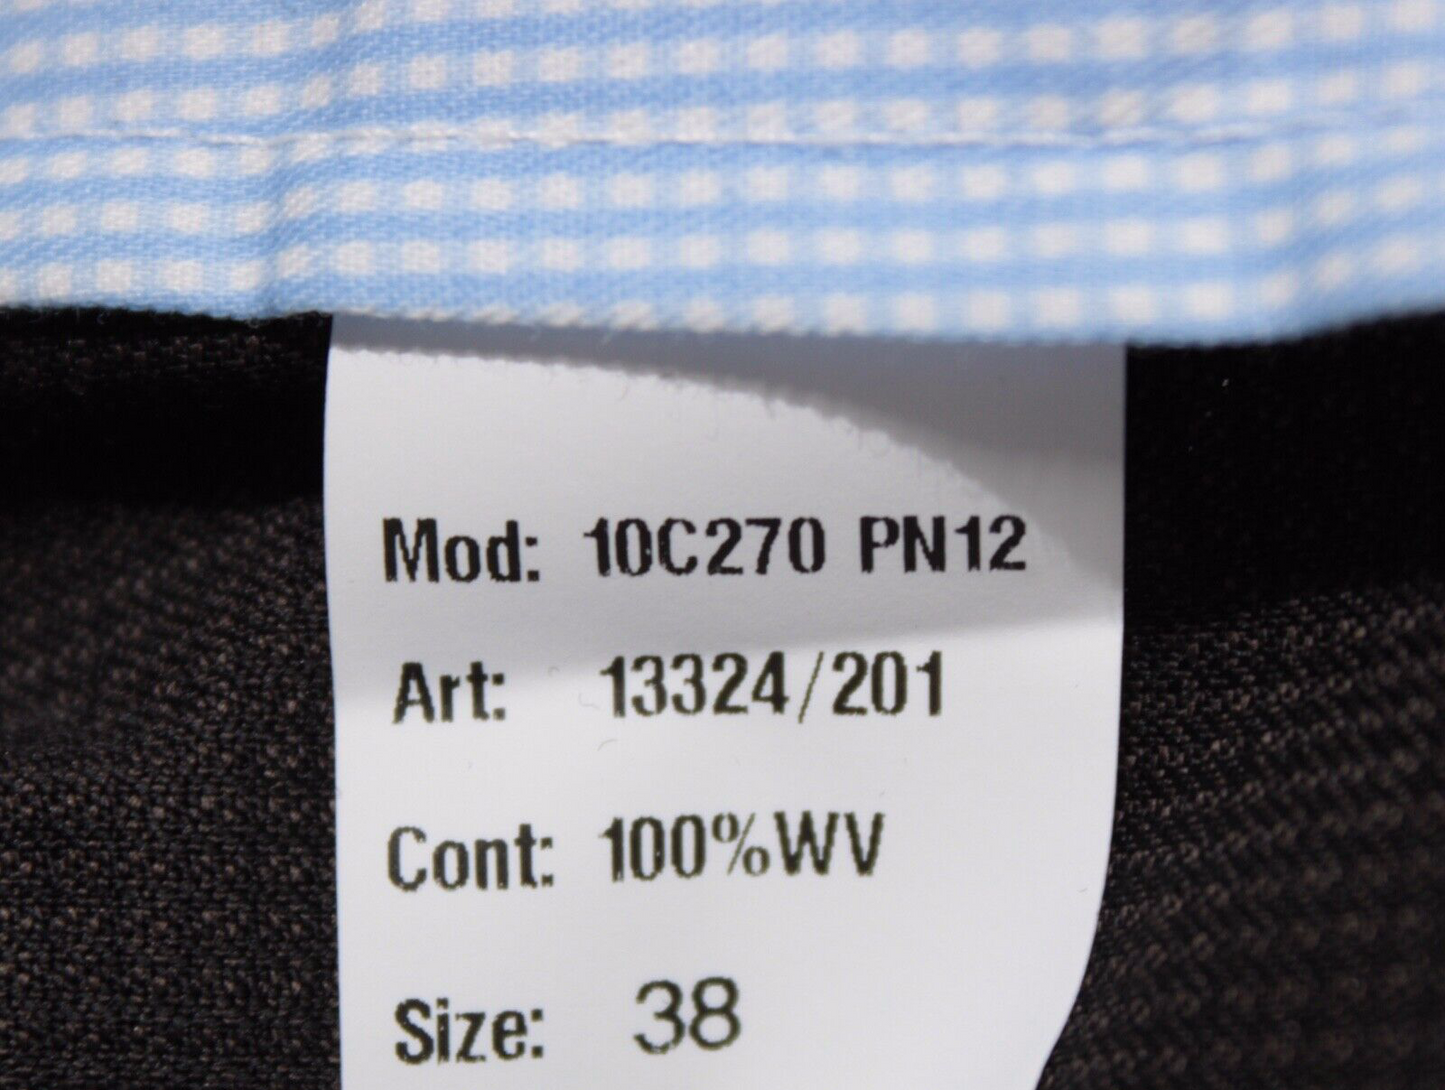 Mod: 10C270 PN12
Art: 13324/201
Cont: 100%WV
Size: 38